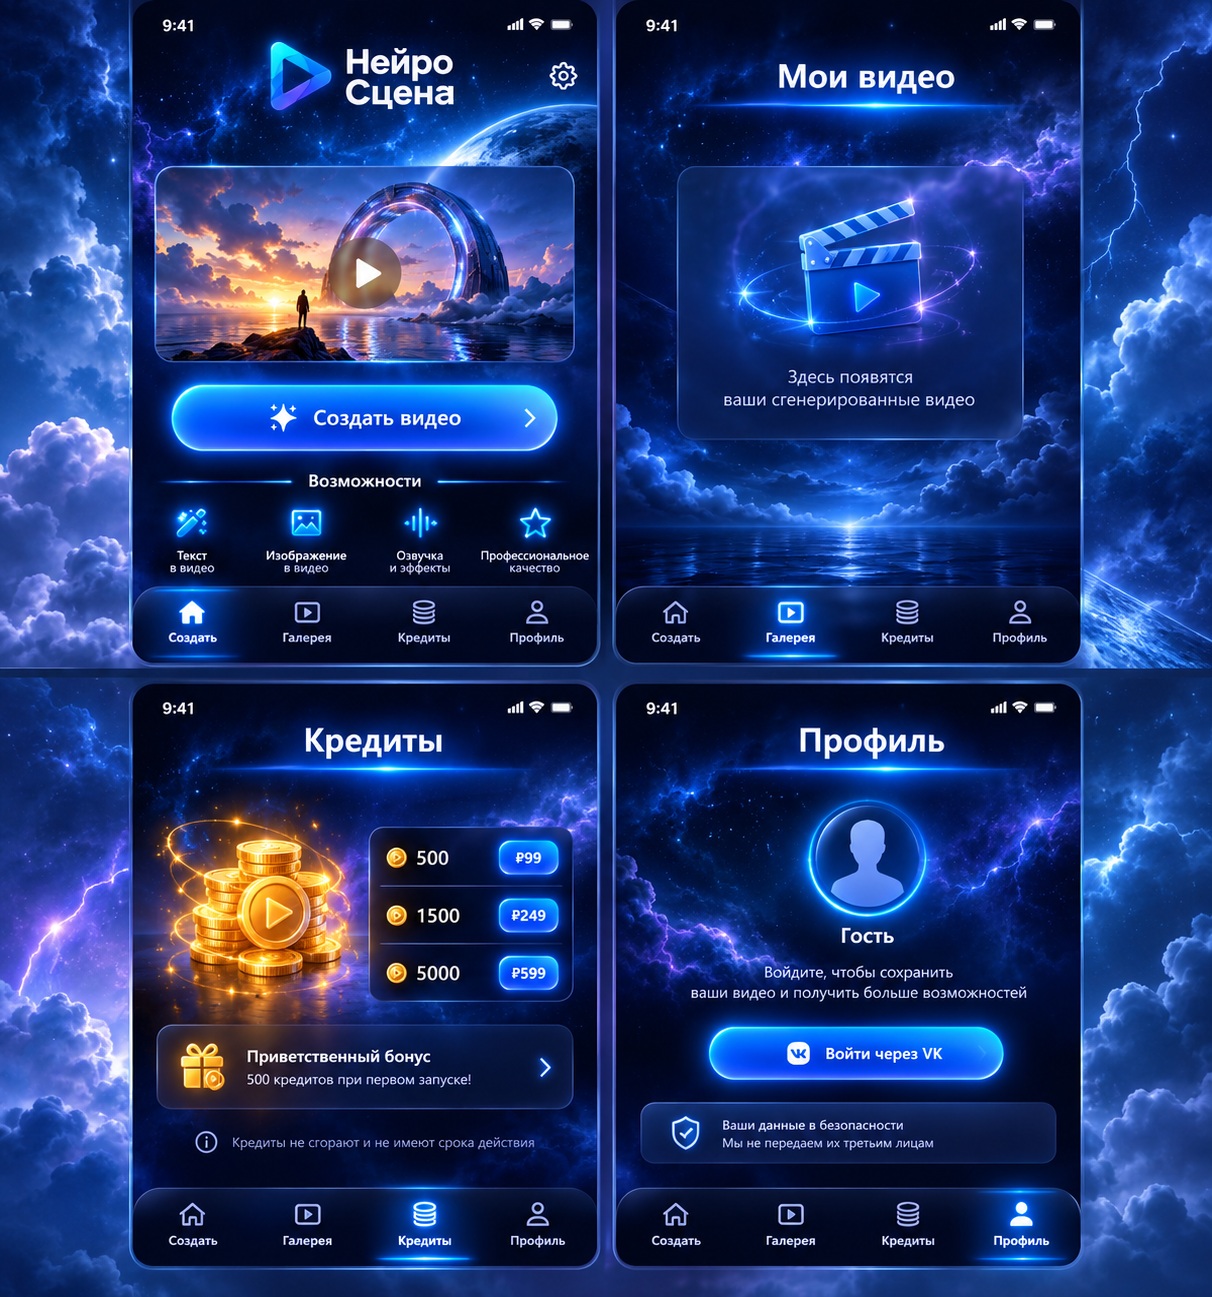 9:41
Нейро
Сцена
Создать видео
Возможности
Текст
в видео
Изображение
в видео
Озвучка
и эффекты
Профессиональное
качество
Создать
Галерея
Кредиты
Профиль
9:41
Мои видео
Здесь появятся
ваши сгенерированные видео
Создать
Галерея
Кредиты
Профиль
9:41
Кредиты
500 ₽99
1500 ₽249
5000 ₽599
Приветственный бонус
500 кредитов при первом запуске!
Кредиты не сгорают и не имеют срока действия
Создать
Галерея
Кредиты
Профиль
9:41
Профиль
Гость
Войдите, чтобы сохранить
ваши видео и получить больше возможностей
Войти через VK
Ваши данные в безопасности
Мы не передаем их третьим лицам
Создать
Галерея
Кредиты
Профиль